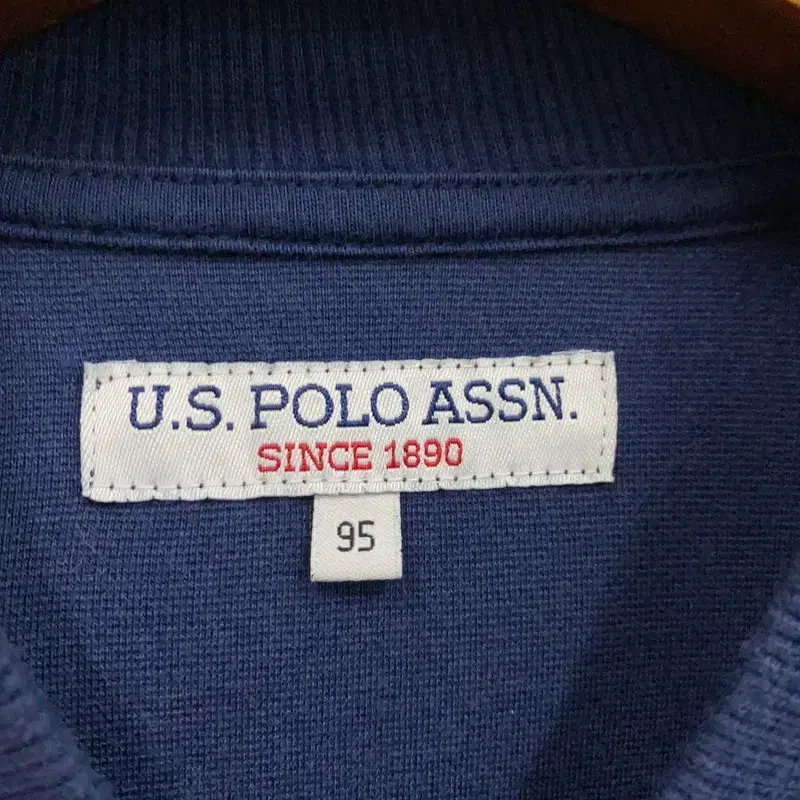 U.S. POLO ASSN.
SINCE 1890
95